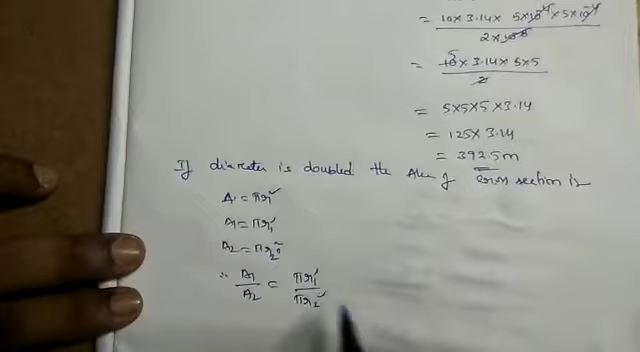 = 10×3.14×5×10⁻⁴×5×10⁻⁴ / 2×10⁻⁸
= 10×3.14×5×5 / 2
= 5×5×5×3.14
= 125×3.14
= 392.5m
If diameter is doubled the Area of Cross section is
A = πr²
A₁ = πr₁²
A₂ = πr₂²
∴ A₁/A₂ = πr₁²/πr₂²